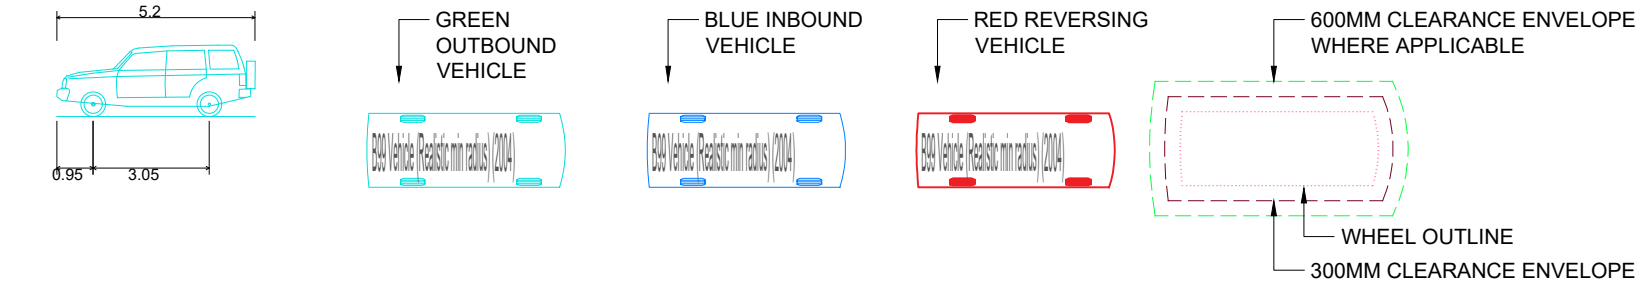 5.2
0.95
3.05
GREEN
OUTBOUND
VEHICLE
B99 Vehicle (Realistic min radius) (2004)
BLUE INBOUND
VEHICLE
B99 Vehicle (Realistic min radius) (2004)
RED REVERSING
VEHICLE
B99 Vehicle (Realistic min radius) (2004)
600MM CLEARANCE ENVELOPE
WHERE APPLICABLE
WHEEL OUTLINE
300MM CLEARANCE ENVELOPE